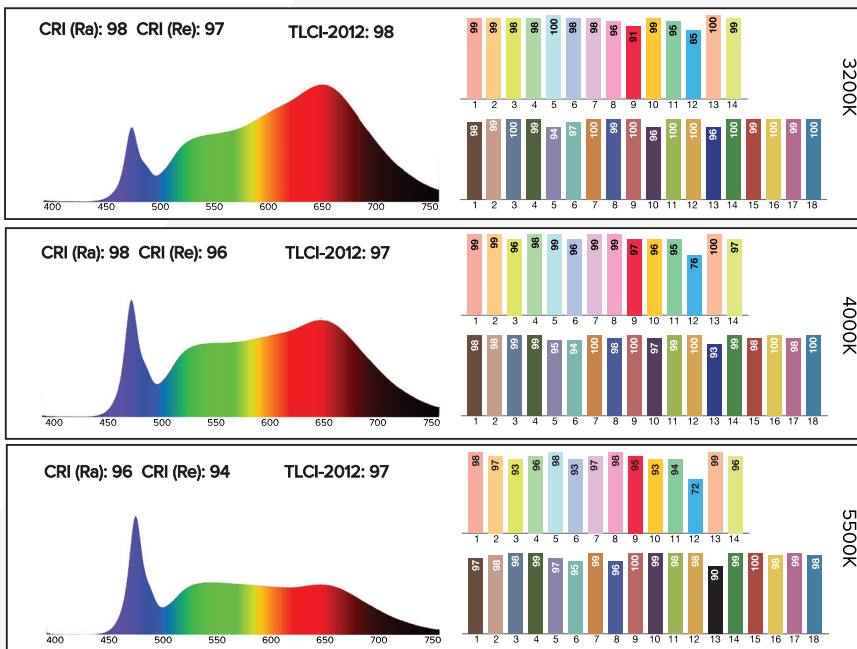 CRI (Ra): 98 CRI (Re): 97 TLCI-2012: 98
99 99 98 98 100 98 98 96 91 99 95 85 100 99
1 2 3 4 5 6 7 8 9 10 11 12 13 14
98 99 100 99 94 97 100 99 100 96 100 100 96 100 99 100 99 100
1 2 3 4 5 6 7 8 9 10 11 12 13 14 15 16 17 18
400 450 500 550 600 650 700 750
3200K
CRI (Ra): 98 CRI (Re): 96 TLCI-2012: 97
99 99 96 98 99 96 99 99 97 96 95 76 100 97
1 2 3 4 5 6 7 8 9 10 11 12 13 14
98 98 99 99 95 94 100 98 100 97 99 100 93 99 98 100 98 100
1 2 3 4 5 6 7 8 9 10 11 12 13 14 15 16 17 18
400 450 500 550 600 650 700 750
4000K
CRI (Ra): 96 CRI (Re): 94 TLCI-2012: 97
98 97 93 96 98 93 97 98 95 93 94 72 99 96
1 2 3 4 5 6 7 8 9 10 11 12 13 14
97 98 98 99 97 95 99 96 100 99 98 98 90 99 100 98 99 98
1 2 3 4 5 6 7 8 9 10 11 12 13 14 15 16 17 18
400 450 500 550 600 650 700 750
5500K